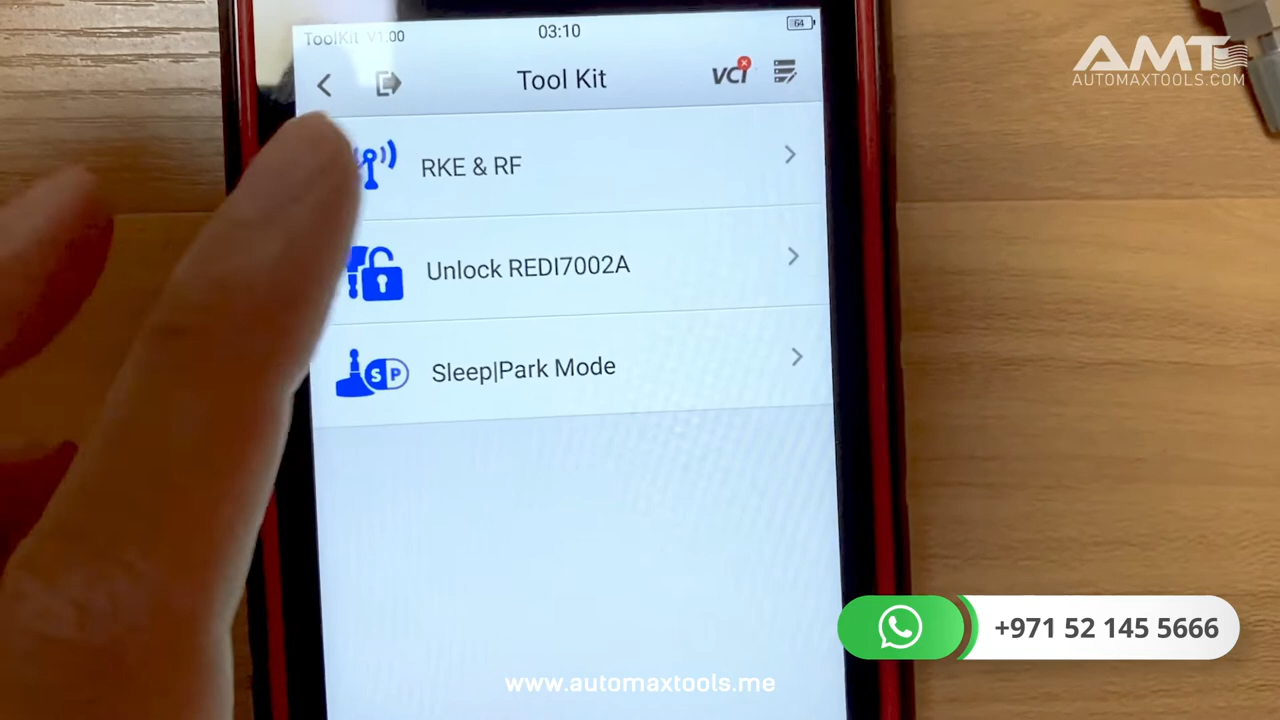 ToolKit V1.00
03:10
64
Tool Kit
VCI
RKE & RF
Unlock REDI7002A
S P
Sleep|Park Mode
AMT
AUTOMAXTOOLS.COM
+971 52 145 5666
www.automaxtools.me